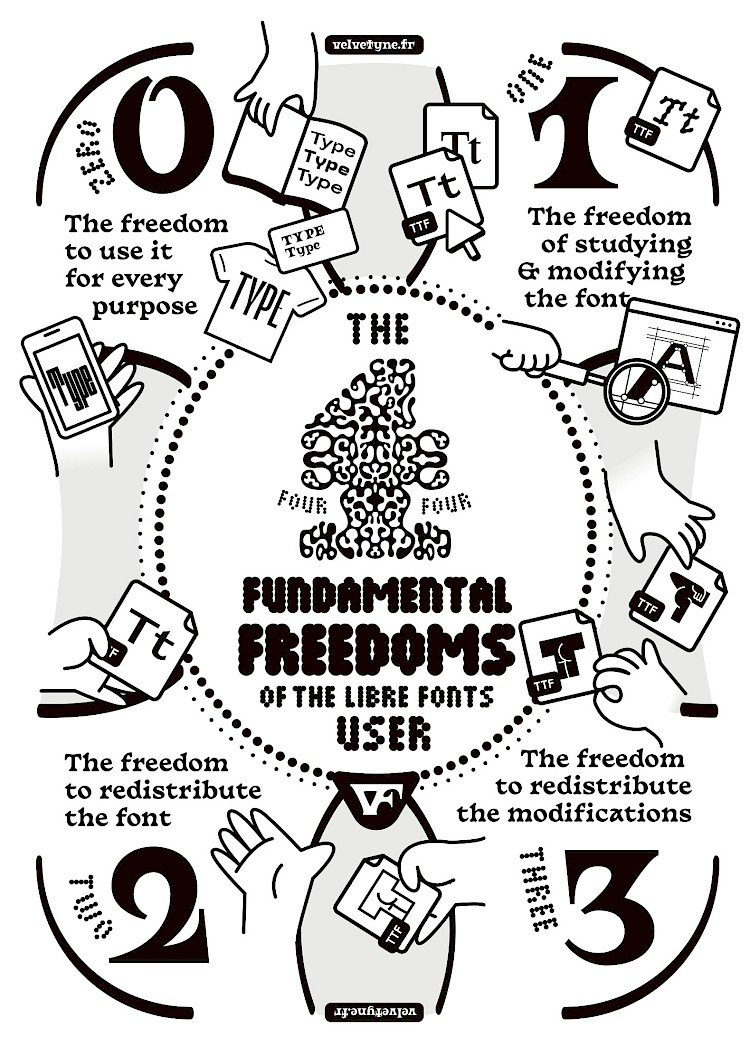 velvetyne.fr
ZERO
0
The freedom
to use it
for every
purpose
Type
Type
Type
TYPE
Type
TYPE
Type
Tt
Tt
TTF
ONE
1
Tt
TTF
The freedom
of studying
& modifying
the font
A
THE
4
FOUR FOUR
FUNDAMENTAL
FREEDOMS
OF THE LIBRE FONTS
USER
Tt
TF
TTF
TTF
The freedom
to redistribute
the font
TWO
2
The freedom
to redistribute
the modifications
THREE
3
VT
TTF
velvetyne.fr